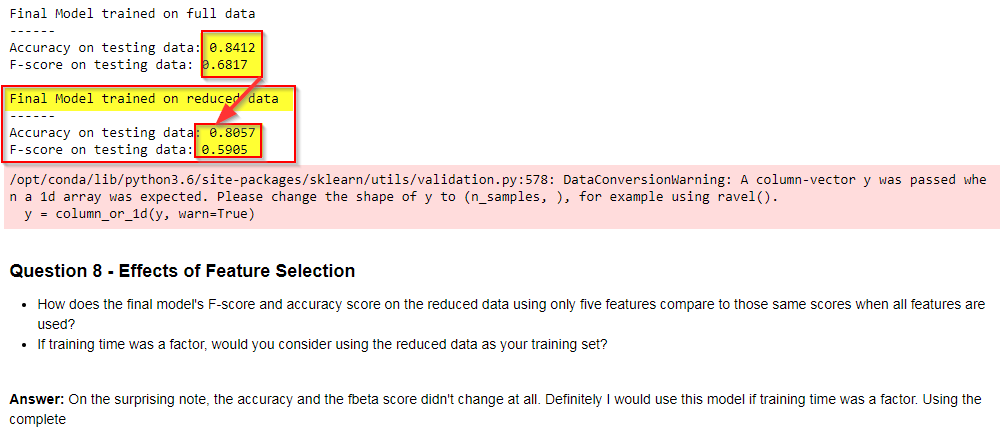 Final Model trained on full data
------
Accuracy on testing data: 0.8412
F-score on testing data: 0.6817
Final Model trained on reduced data
------
Accuracy on testing data: 0.8057
F-score on testing data: 0.5905
/opt/conda/lib/python3.6/site-packages/sklearn/utils/validation.py:578: DataConversionWarning: A column-vector y was passed whe
n a 1d array was expected. Please change the shape of y to (n_samples, ), for example using ravel().
  y = column_or_1d(y, warn=True)
Question 8 - Effects of Feature Selection
• How does the final model's F-score and accuracy score on the reduced data using only five features compare to those same scores when all features are
used?
• If training time was a factor, would you consider using the reduced data as your training set?
Answer: On the surprising note, the accuracy and the fbeta score didn't change at all. Definitely I would use this model if training time was a factor. Using the
complete